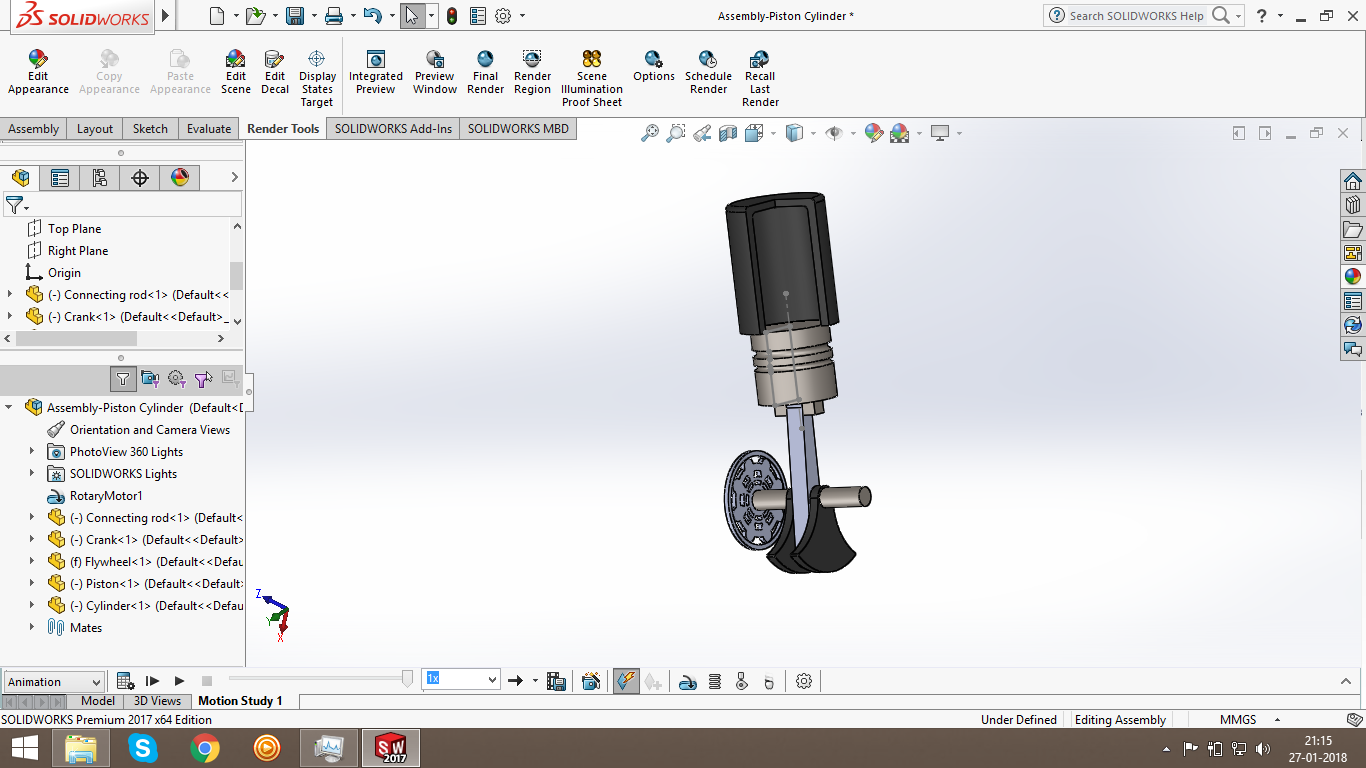 SOLIDWORKS
Assembly-Piston Cylinder *
Search SOLIDWORKS Help
?
Edit Appearance
Copy Appearance
Paste Appearance
Edit Scene
Edit Decal
Display States Target
Integrated Preview
Preview Window
Final Render
Render Region
Scene Illumination Proof Sheet
Options
Schedule Render
Recall Last Render
Assembly Layout Sketch Evaluate Render Tools SOLIDWORKS Add-Ins SOLIDWORKS MBD
Top Plane
Right Plane
Origin
(-) Connecting rod<1> (Default<<
(-) Crank<1> (Default<<Default>_
Assembly-Piston Cylinder (Default<D
Orientation and Camera Views
PhotoView 360 Lights
SOLIDWORKS Lights
RotaryMotor1
(-) Connecting rod<1> (Default<
(-) Crank<1> (Default<<Default>
(f) Flywheel<1> (Default<<Defau
(-) Piston<1> (Default<<Default>
(-) Cylinder<1> (Default<<Defau
Mates
Z
Y
X
Animation
1x
Model 3D Views Motion Study 1
SOLIDWORKS Premium 2017 x64 Edition
Under Defined Editing Assembly MMGS
SW 2017
21:15
27-01-2018